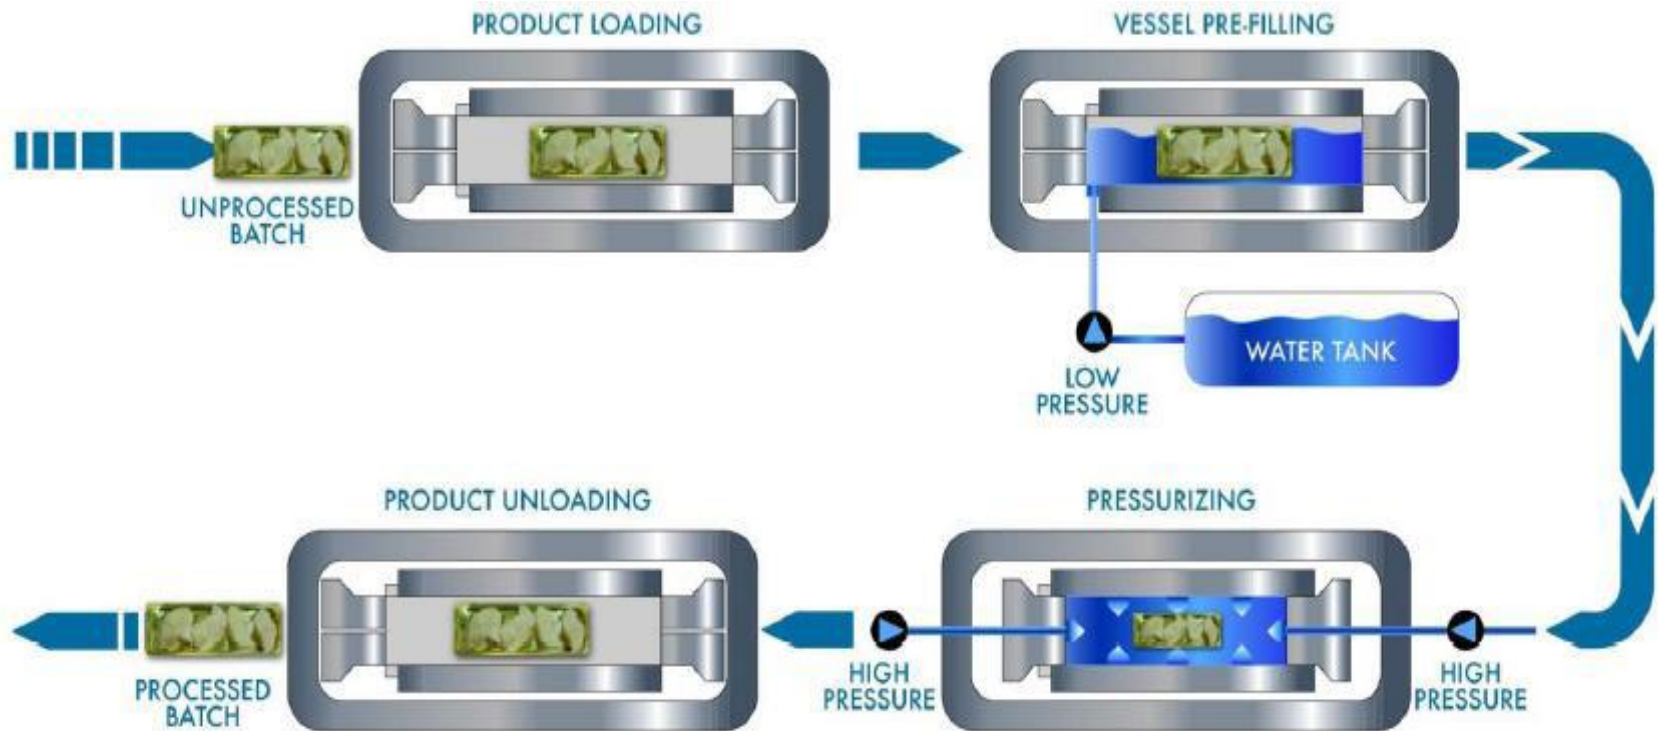 PRODUCT LOADING
VESSEL PRE-FILLING
UNPROCESSED
BATCH
WATER TANK
LOW
PRESSURE
PRODUCT UNLOADING
PRESSURIZING
PROCESSED
BATCH
HIGH
PRESSURE
HIGH
PRESSURE